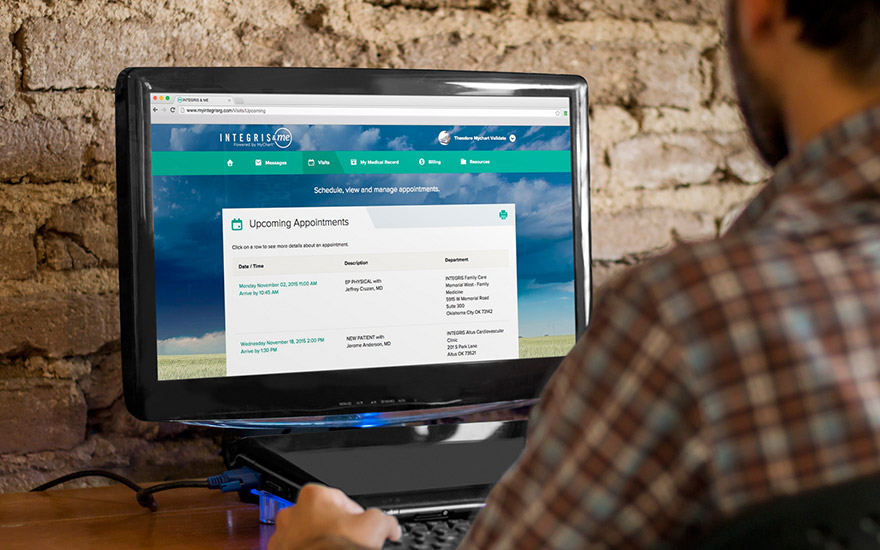 INTEGRIS & ME
www.myintegrisrg.com/Visits/Upcoming
INTEGRIS&me
Powered by MyChart
Theodore Mychart Validate
Messages Visits My Medical Record Billing Resources
Schedule, view and manage appointments.
Upcoming Appointments
Click on a row to see more details about an appointment.
Date / Time Description Department
Monday November 02, 2015 11:00 AM
Arrive by 10:45 AM
EP PHYSICAL with
Jeffrey Cruzan, MD
INTEGRIS Family Care
Memorial West - Family
Medicine
5915 W Memorial Road
Suite 300
Oklahoma City OK 73142
Wednesday November 18, 2015 2:00 PM
Arrive by 1:30 PM
NEW PATIENT with
Jerome Anderson, MD
INTEGRIS Altus Cardiovascular
Clinic
201 S Park Lane
Altus OK 73521